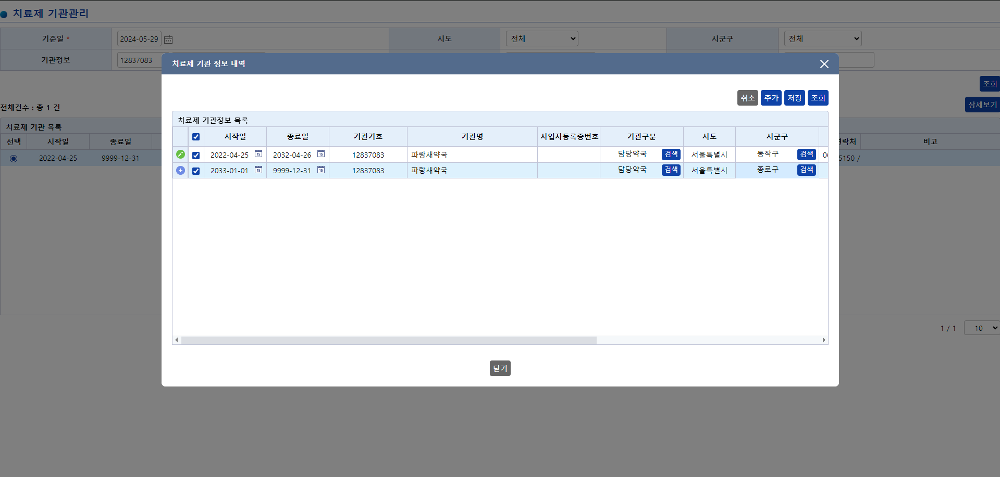 치료제 기관관리
기준일 * 2024-05-29 시도 전체 시군구 전체
기관정보 12837083
치료제 기관 정보 내역
조회
취소 추가 저장 조회
전체건수 : 총 1 건 상세보기
치료제 기관정보 목록
치료제 기관 목록
시작일 종료일 기관기호 기관명 사업자등록증번호 기관구분 시도 시군구
선택 시작일 종료일 락처 비고
2022-04-25 2032-04-26 12837083 파랑새약국 담당약국 검색 서울특별시 동작구 검색 06
2022-04-25 9999-12-31 5150 /
2033-01-01 9999-12-31 12837083 파랑새약국 담당약국 검색 서울특별시 종로구 검색
1 / 1 10
닫기